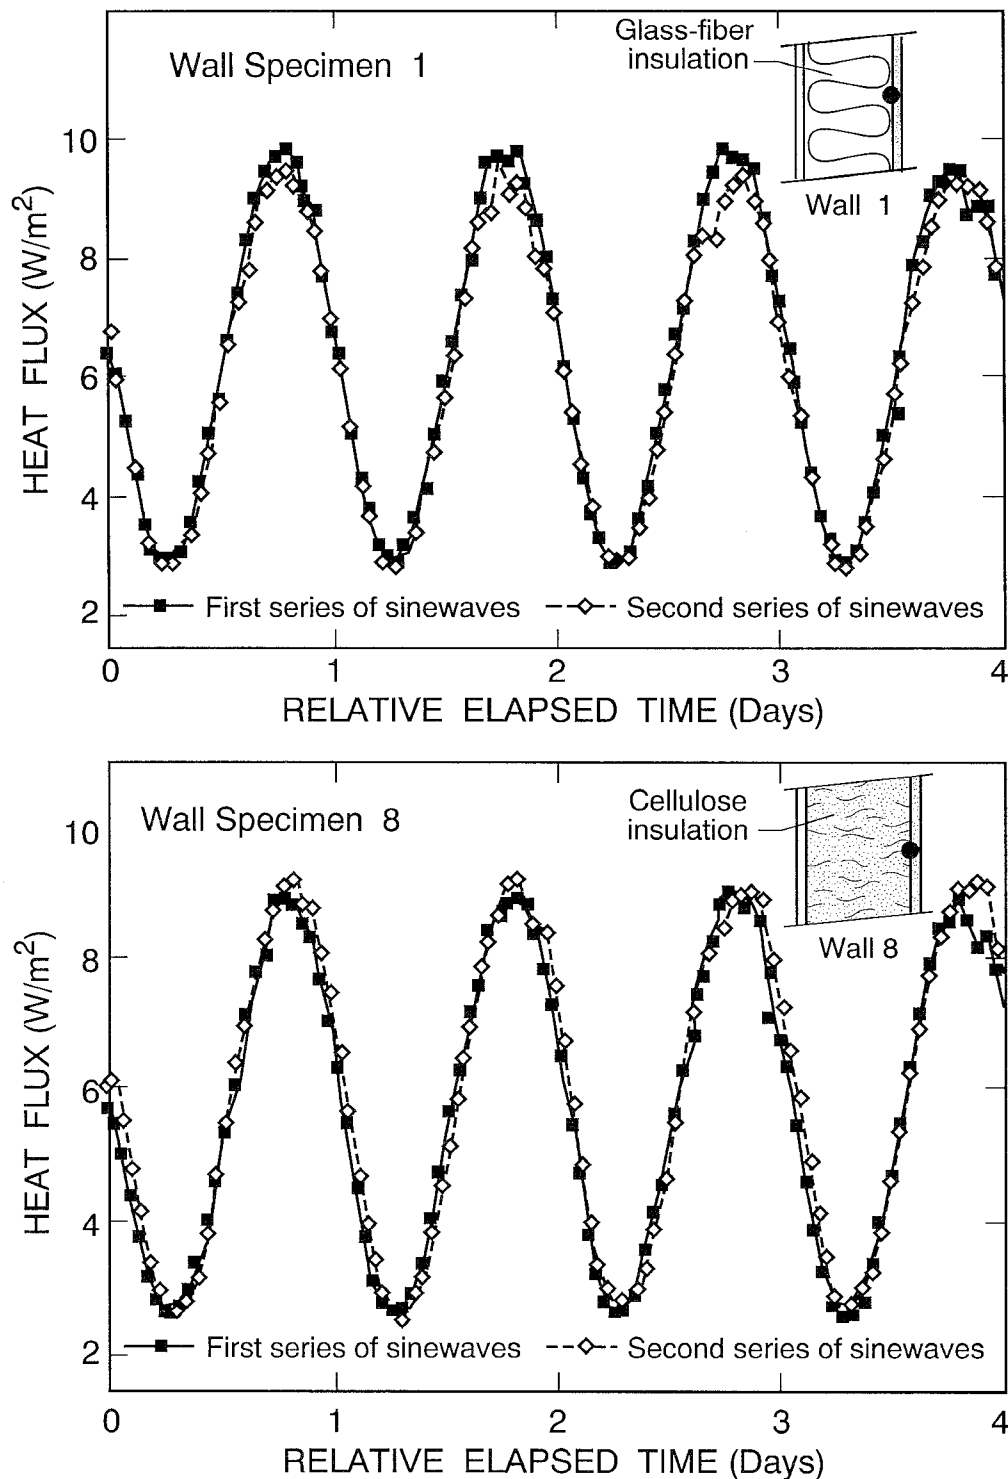 Wall Specimen 1
Glass-fiber
insulation
Wall 1
10
8
6
4
2
HEAT FLUX (W/m2)
First series of sinewaves
Second series of sinewaves
0 1 2 3 4
RELATIVE ELAPSED TIME (Days)
Wall Specimen 8
Cellulose
insulation
Wall 8
10
8
6
4
2
HEAT FLUX (W/m2)
First series of sinewaves
Second series of sinewaves
0 1 2 3 4
RELATIVE ELAPSED TIME (Days)